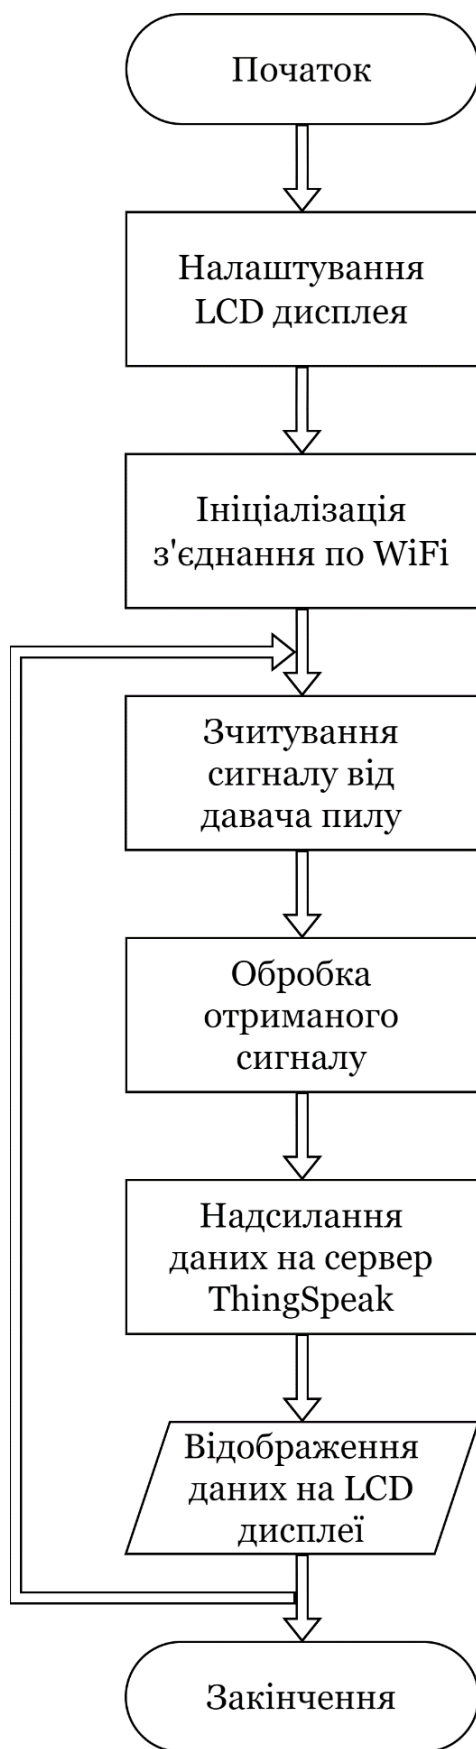 Початок
Налаштування
LCD дисплея
Ініціалізація
з'єднання по WiFi
Зчитування
сигналу від
давача пилу
Обробка
отриманого
сигналу
Надсилання
даних на сервер
ThingSpeak
Відображення
даних на LCD
дисплеї
Закінчення